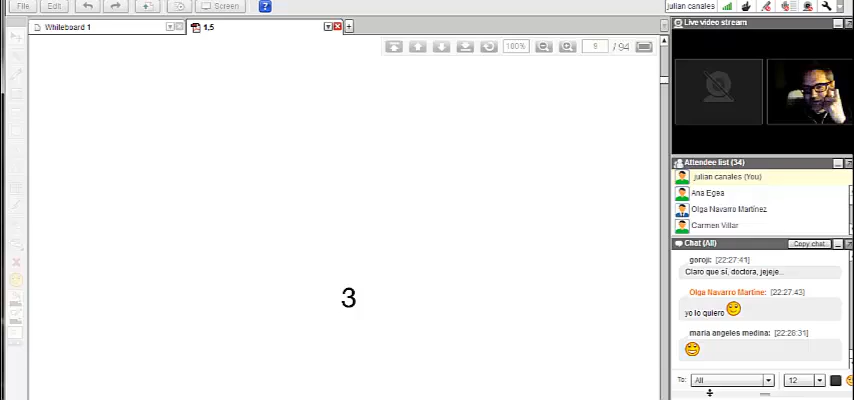 File Edit Screen ? julian canales
Whiteboard 1 1,5 +
Live video stream
100% 9 / 94
Attendee list (34)
julian canales (You)
Ana Egea
Olga Navarro Martínez
Carmen Villar
Chat (All) Copy chat
goroji: [22:27:41]
Claro que sí, doctora, jejeje...
Olga Navarro Martíne: [22:27:43]
yo lo quiero
3
maria angeles medina: [22:28:31]
To: All 12